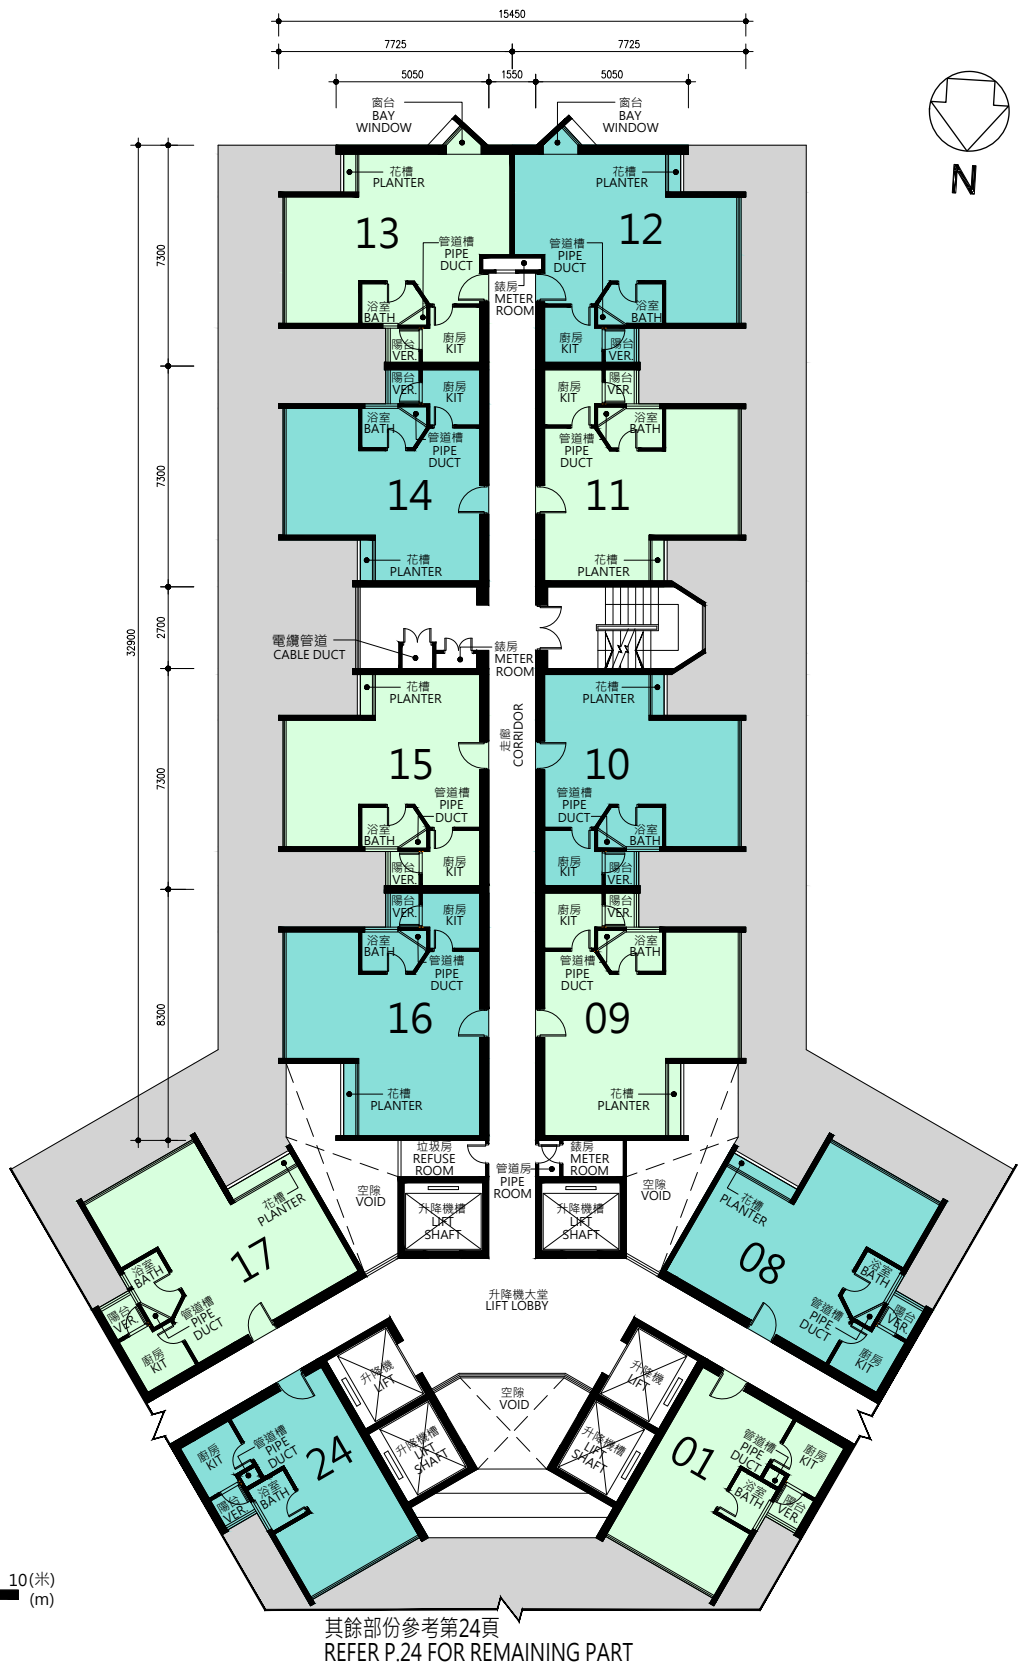 15450
7725
7725
5050
1550
5050
窗台
BAY
WINDOW
窗台
BAY
WINDOW
N
花槽
PLANTER
花槽
PLANTER
13
12
管道槽
PIPE
DUCT
管道槽
PIPE
DUCT
7300
錶房
METER
ROOM
浴室
BATH
浴室
BATH
廚房
KIT
廚房
KIT
陽台
VER.
陽台
VER.
陽台
VER.
陽台
VER.
廚房
KIT
廚房
KIT
浴室
BATH
浴室
BATH
管道槽
PIPE
DUCT
管道槽
PIPE
DUCT
7300
14
11
花槽
PLANTER
花槽
PLANTER
32900
2700
電纜管道
CABLE DUCT
錶房
METER
ROOM
花槽
PLANTER
花槽
PLANTER
走廊
CORRIDOR
7300
15
10
管道槽
PIPE
DUCT
管道槽
PIPE
DUCT
浴室
BATH
浴室
BATH
廚房
KIT
廚房
KIT
陽台
VER.
陽台
VER.
陽台
VER.
陽台
VER.
廚房
KIT
廚房
KIT
浴室
BATH
浴室
BATH
管道槽
PIPE
DUCT
管道槽
PIPE
DUCT
8300
16
09
花槽
PLANTER
花槽
PLANTER
垃圾房
REFUSE
ROOM
錶房
METER
ROOM
管道房
PIPE
ROOM
空隙
VOID
空隙
VOID
花槽
PLANTER
花槽
PLANTER
升降機槽
LIFT
SHAFT
升降機槽
LIFT
SHAFT
17
08
浴室
BATH
浴室
BATH
陽台
VER.
陽台
VER.
管道槽
PIPE
DUCT
管道槽
PIPE
DUCT
廚房
KIT
廚房
KIT
升降機大堂
LIFT LOBBY
升降機
LIFT
升降機
LIFT
空隙
VOID
升降機槽
LIFT
SHAFT
升降機槽
LIFT
SHAFT
24
01
廚房
KIT
管道槽
PIPE
DUCT
管道槽
PIPE
DUCT
廚房
KIT
浴室
BATH
浴室
BATH
陽台
VER.
陽台
VER.
10(米)
(m)
其餘部份參考第24頁
REFER P.24 FOR REMAINING PART